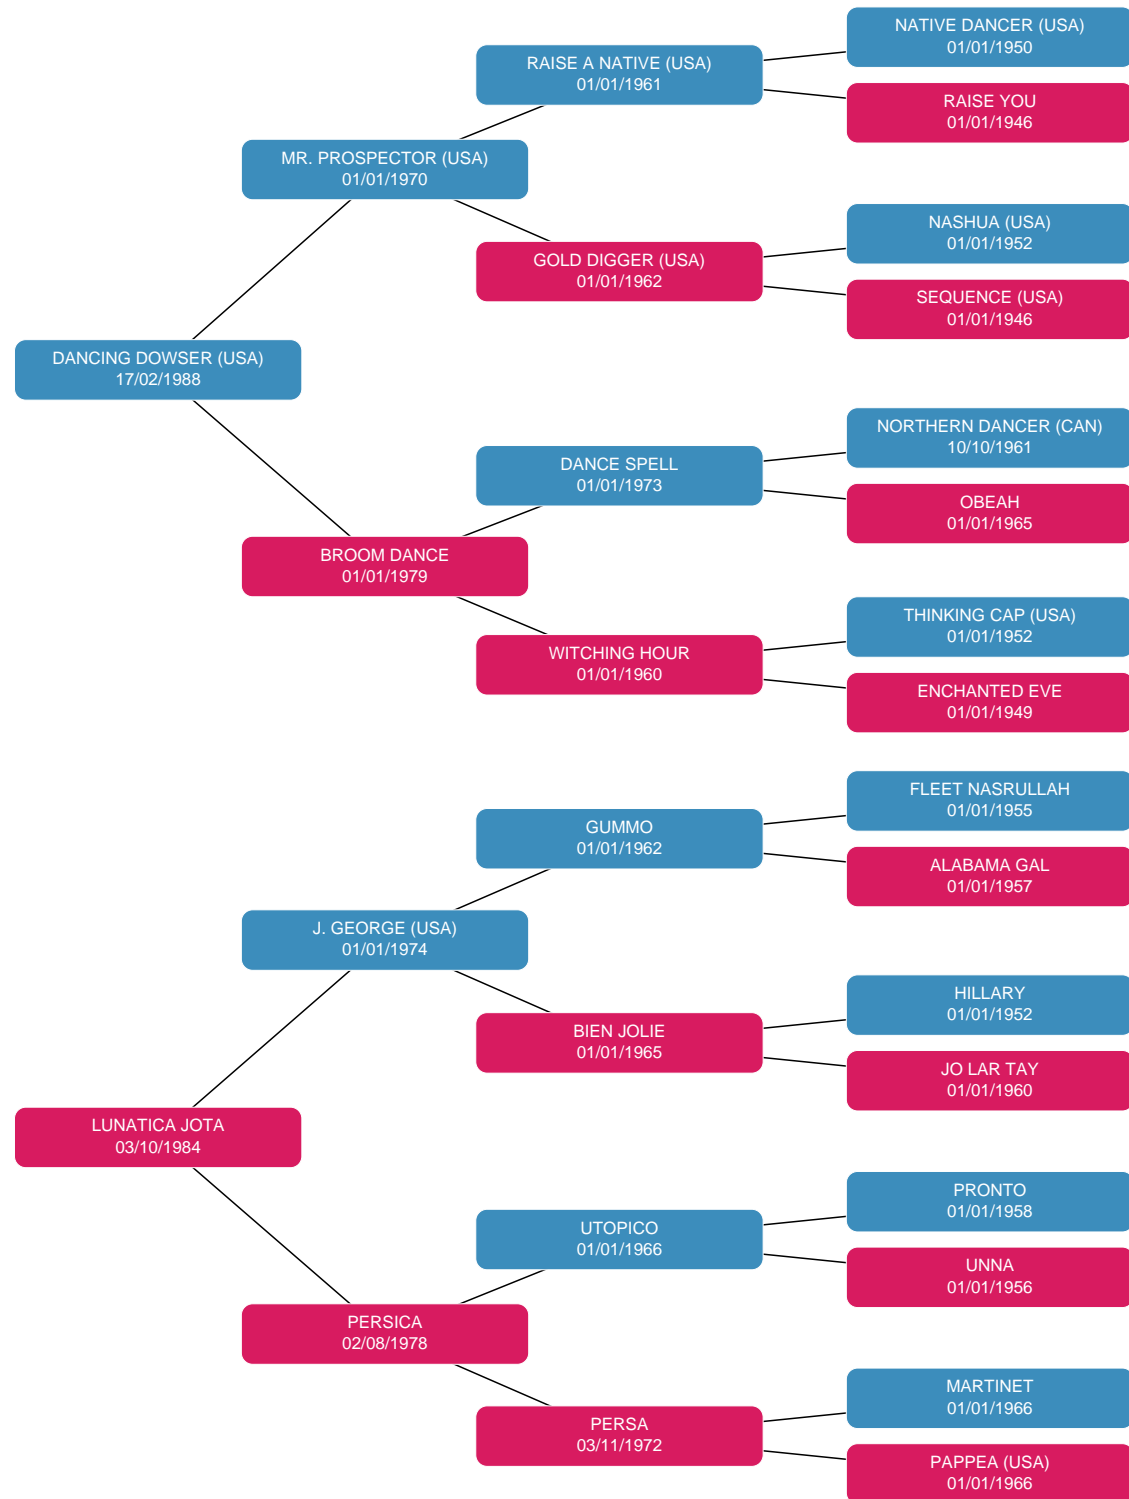 NATIVE DANCER (USA)
01/01/1950
RAISE A NATIVE (USA)
01/01/1961
RAISE YOU
01/01/1946
MR. PROSPECTOR (USA)
01/01/1970
NASHUA (USA)
01/01/1952
GOLD DIGGER (USA)
01/01/1962
SEQUENCE (USA)
01/01/1946
DANCING DOWSER (USA)
17/02/1988
NORTHERN DANCER (CAN)
10/10/1961
DANCE SPELL
01/01/1973
OBEAH
01/01/1965
BROOM DANCE
01/01/1979
THINKING CAP (USA)
01/01/1952
WITCHING HOUR
01/01/1960
ENCHANTED EVE
01/01/1949
FLEET NASRULLAH
01/01/1955
GUMMO
01/01/1962
ALABAMA GAL
01/01/1957
J. GEORGE (USA)
01/01/1974
HILLARY
01/01/1952
BIEN JOLIE
01/01/1965
JO LAR TAY
01/01/1960
LUNATICA JOTA
03/10/1984
PRONTO
01/01/1958
UTOPICO
01/01/1966
UNNA
01/01/1956
PERSICA
02/08/1978
MARTINET
01/01/1966
PERSA
03/11/1972
PAPPEA (USA)
01/01/1966